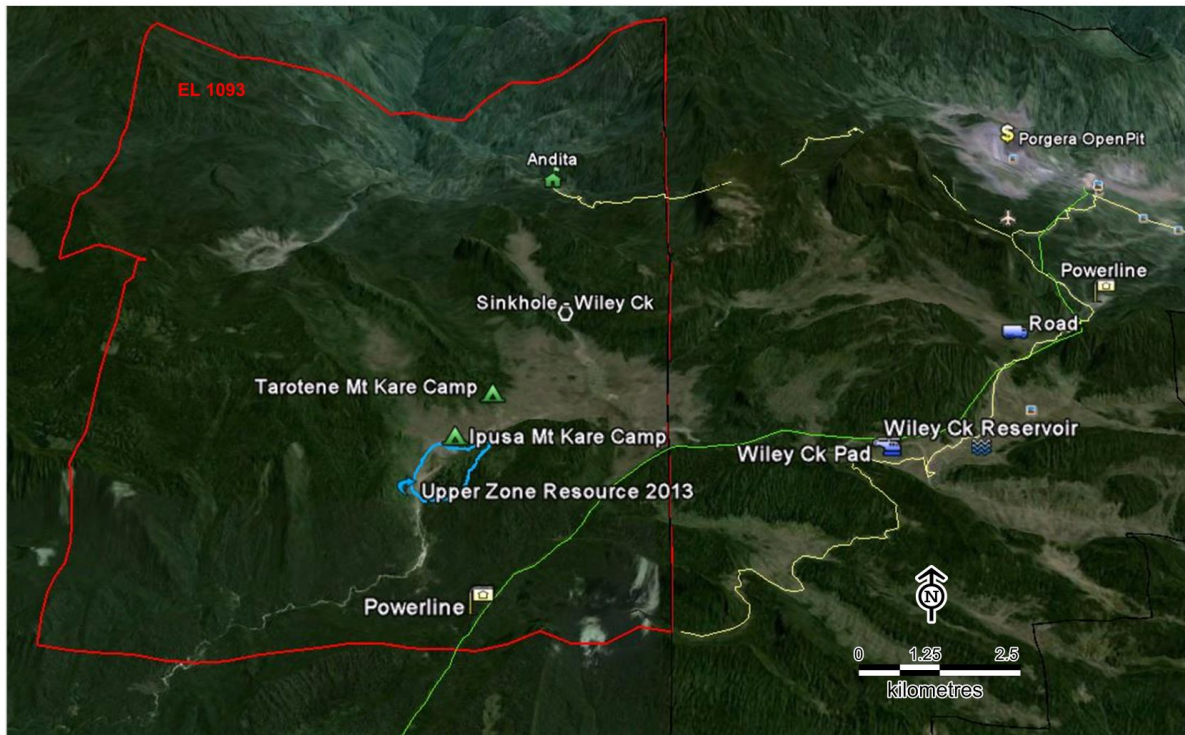 EL 1093
$ Porgera OpenPit
Andita
Powerline
Sinkhole - Wiley Ck
Road
Tarotene Mt Kare Camp
Ipusa Mt Kare Camp
Wiley Ck Reservoir
Wiley Ck Pad
Upper Zone Resource 2013
Powerline
N
0 1.25 2.5
kilometres